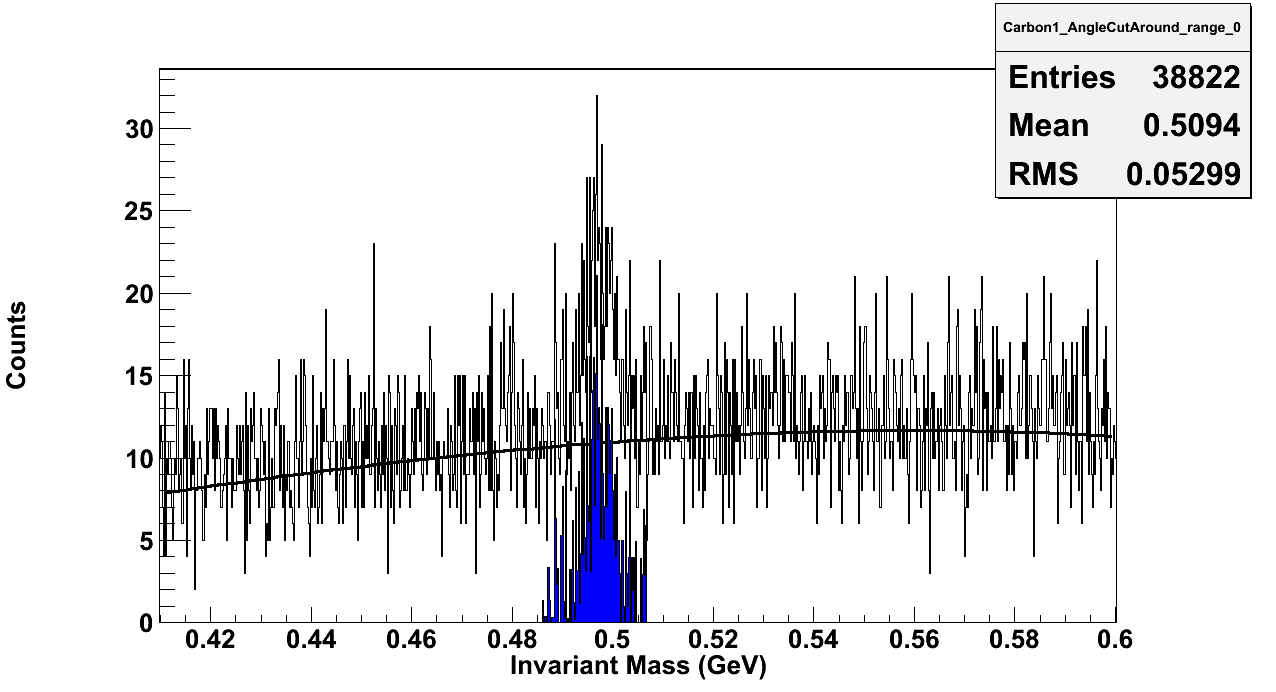 Carbon1_AngleCutAround_range_0
Entries 38822
Mean 0.5094
RMS 0.05299
Counts
30
25
20
15
10
5
0
0.42 0.44 0.46 0.48 0.5 0.52 0.54 0.56 0.58 0.6
Invariant Mass (GeV)